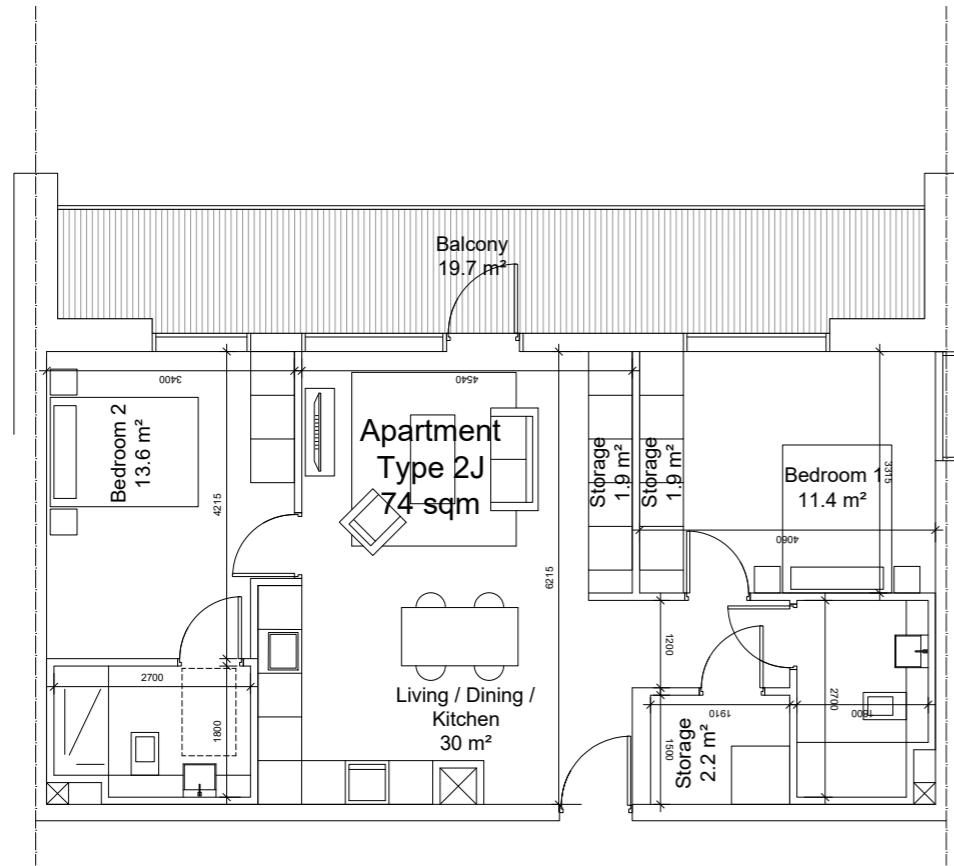 Balcony
19.7 m²
3400
4540
Bedroom 2
13.6 m²
Apartment
Type 2J
74 sqm
Storage
1.9 m²
Storage
1.9 m²
Bedroom 1
11.4 m²
3315
4215
4060
6215
1200
2700
1800
Living / Dining /
Kitchen
30 m²
1910
1500
Storage
2.2 m²
2700
1800